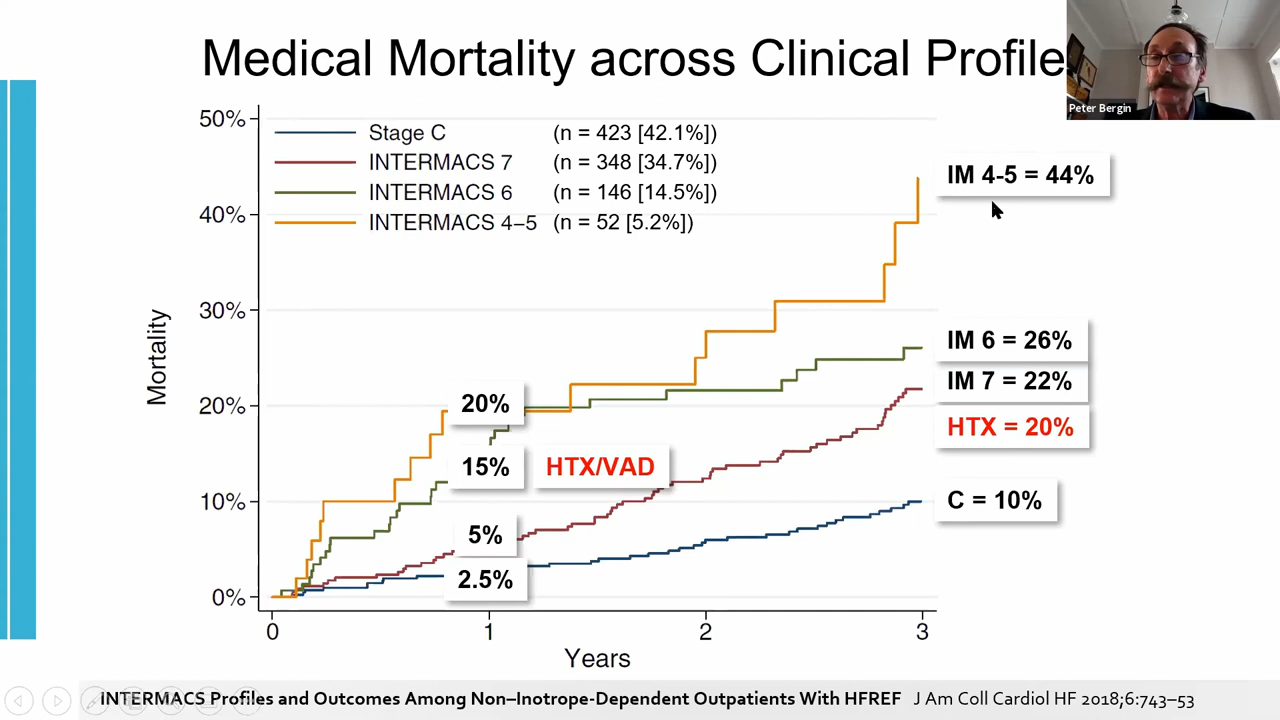 Medical Mortality across Clinical Profile
Peter Bergin
50%
40%
30%
20%
10%
0%
Mortality
Stage C (n = 423 [42.1%])
INTERMACS 7 (n = 348 [34.7%])
INTERMACS 6 (n = 146 [14.5%])
INTERMACS 4–5 (n = 52 [5.2%])
IM 4-5 = 44%
IM 6 = 26%
IM 7 = 22%
HTX = 20%
C = 10%
20%
15% HTX/VAD
5%
2.5%
0 1 2 3
Years
INTERMACS Profiles and Outcomes Among Non–Inotrope-Dependent Outpatients With HFREF J Am Coll Cardiol HF 2018;6:743–53